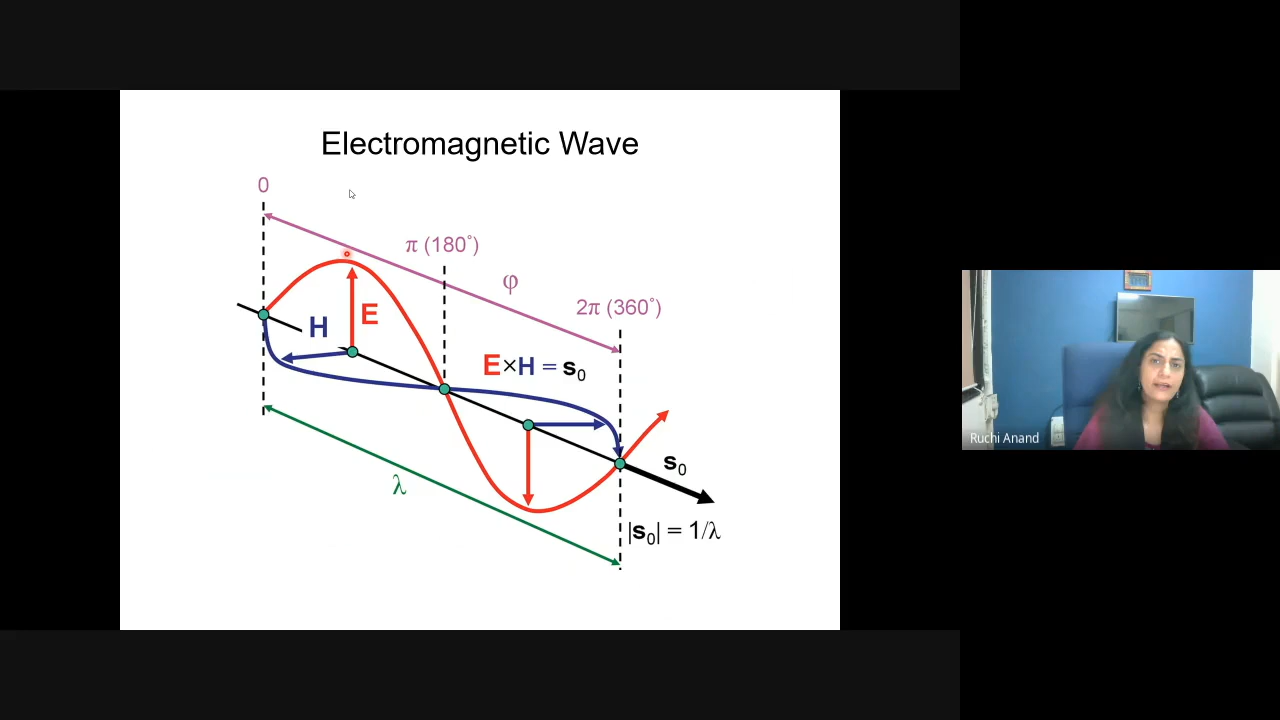 Electromagnetic Wave
0
π (180°)
φ
2π (360°)
H
E
E×H = s₀
s₀
λ
|s₀| = 1/λ
Ruchi Anand